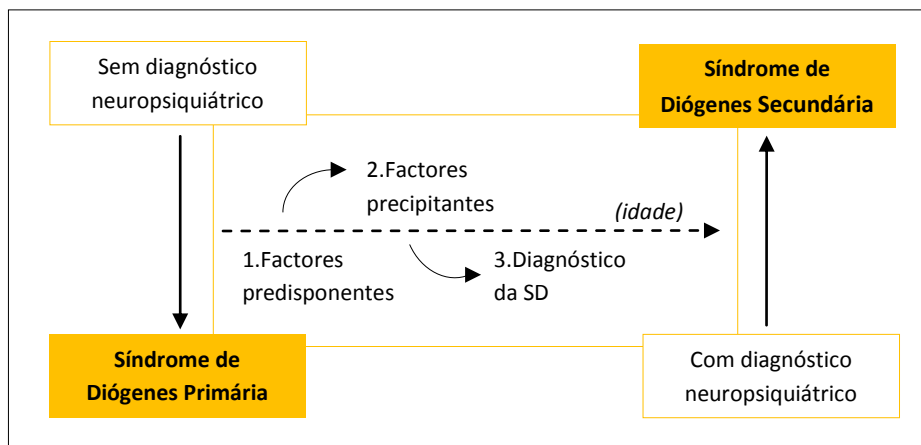 Sem diagnóstico
neuropsiquiátrico
Síndrome de
Diógenes Secundária
2.Factores
precipitantes
(idade)
1.Factores
predisponentes
3.Diagnóstico
da SD
Síndrome de
Diógenes Primária
Com diagnóstico
neuropsiquiátrico